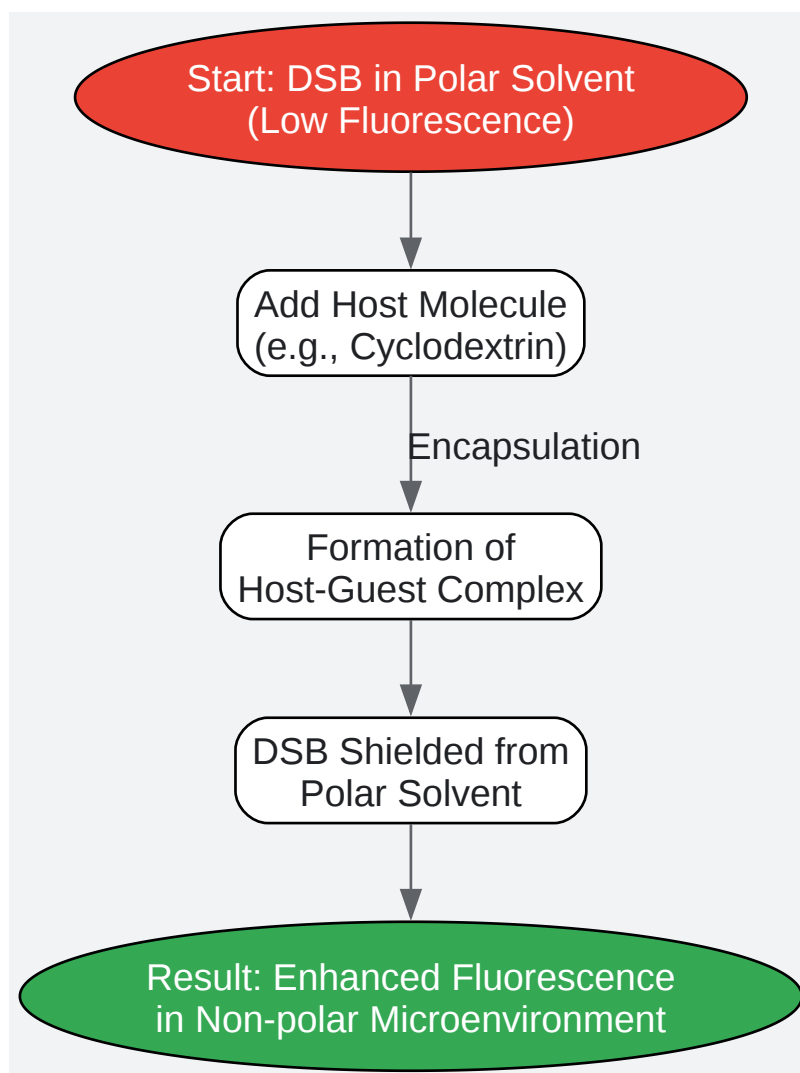 Start: DSB in Polar Solvent
(Low Fluorescence)
Add Host Molecule
(e.g., Cyclodextrin)
Encapsulation
Formation of
Host-Guest Complex
DSB Shielded from
Polar Solvent
Result: Enhanced Fluorescence
in Non-polar Microenvironment